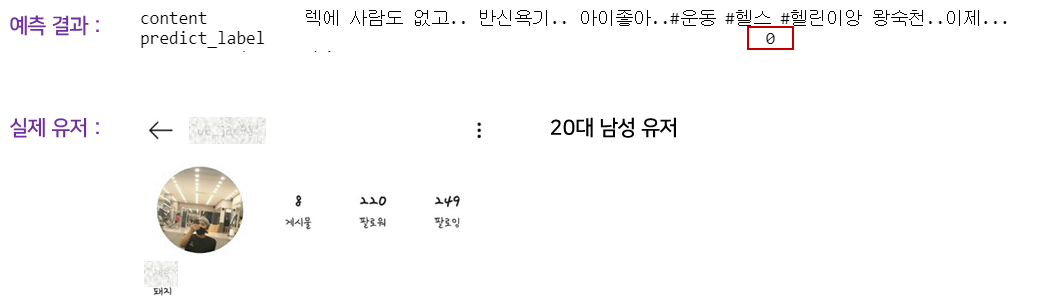 예측 결과 :
content 렉에 사람도 없고.. 반신욕기.. 아이좋아..#운동 #헬스 #헬린이앙 왕숙천..이제...
predict_label 0
실제 유저 :
20대 남성 유저
8 220 249
게시물 팔로워 팔로잉
돼지